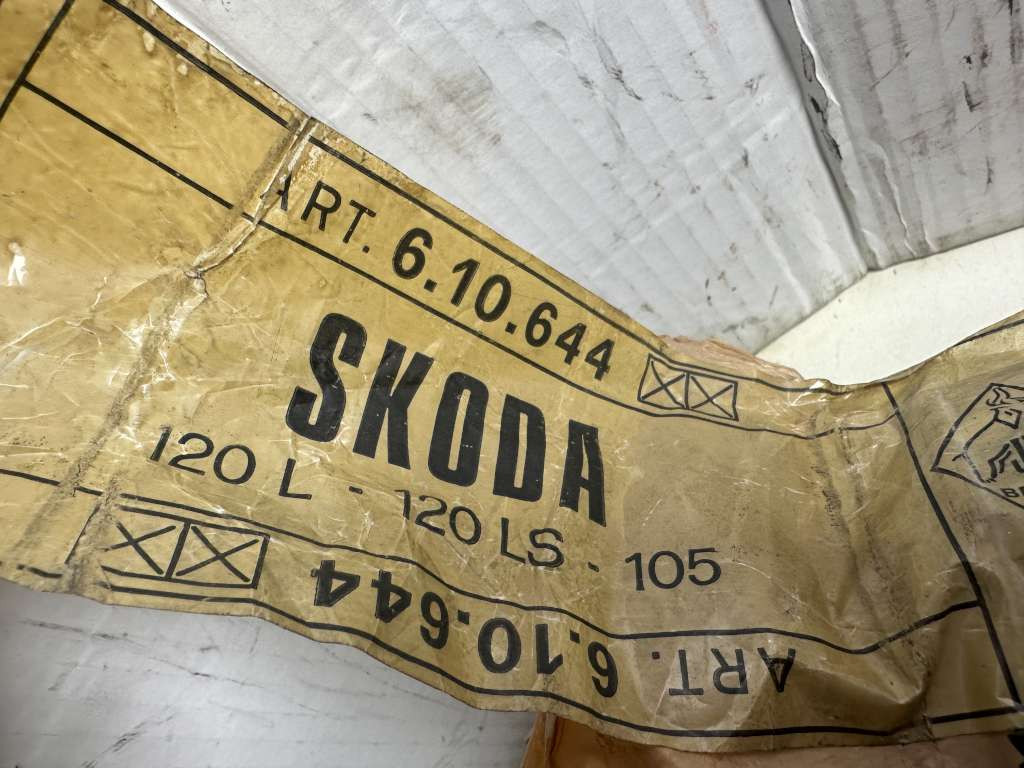 ART. 6.10.644
SKODA
120 L - 120 LS - 105
ART. 6.10.644